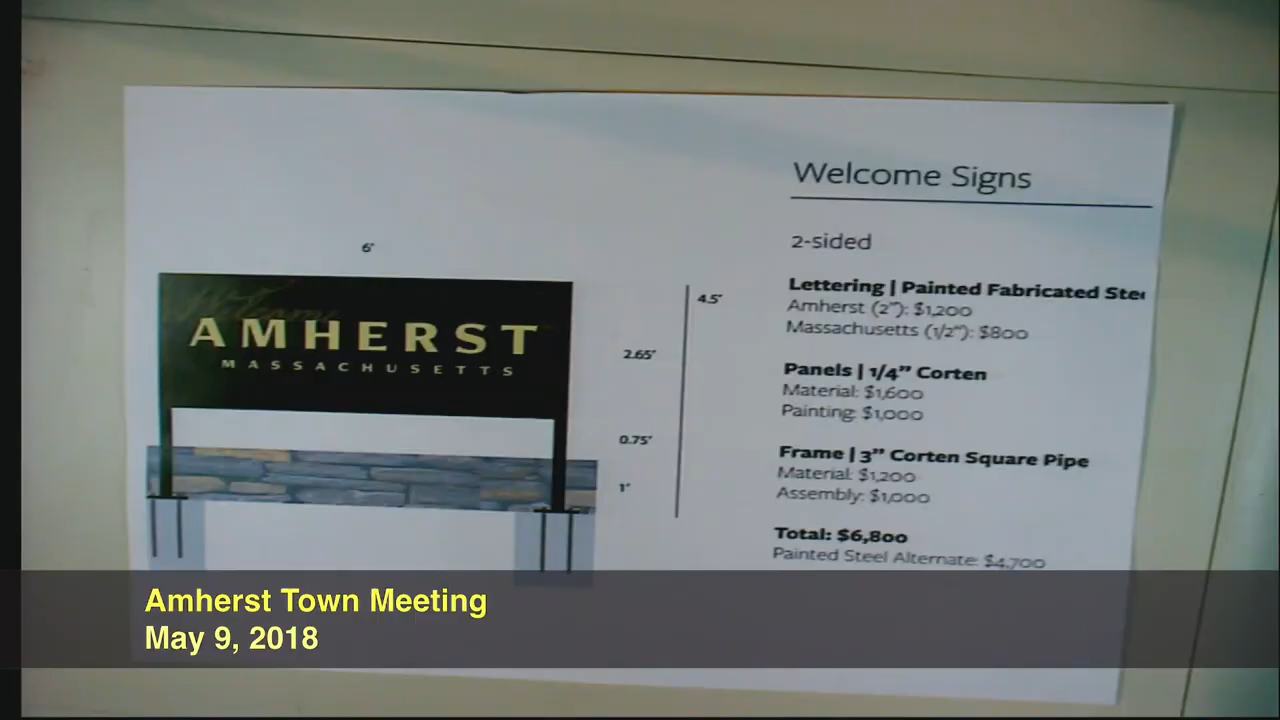 Welcome Signs
2-sided
Lettering | Painted Fabricated Stee
Amherst (2"): $1,200
Massachusetts (1/2"): $800
Panels | 1/4" Corten
Material: $1,600
Painting: $1,000
Frame | 3" Corten Square Pipe
Material: $1,200
Assembly: $1,000
Total: $6,800
Painted Steel Alternate: $4,700
6'
4.5'
2.65'
0.75'
1'
Welcome
AMHERST
MASSACHUSETTS
Amherst Town Meeting
May 9, 2018